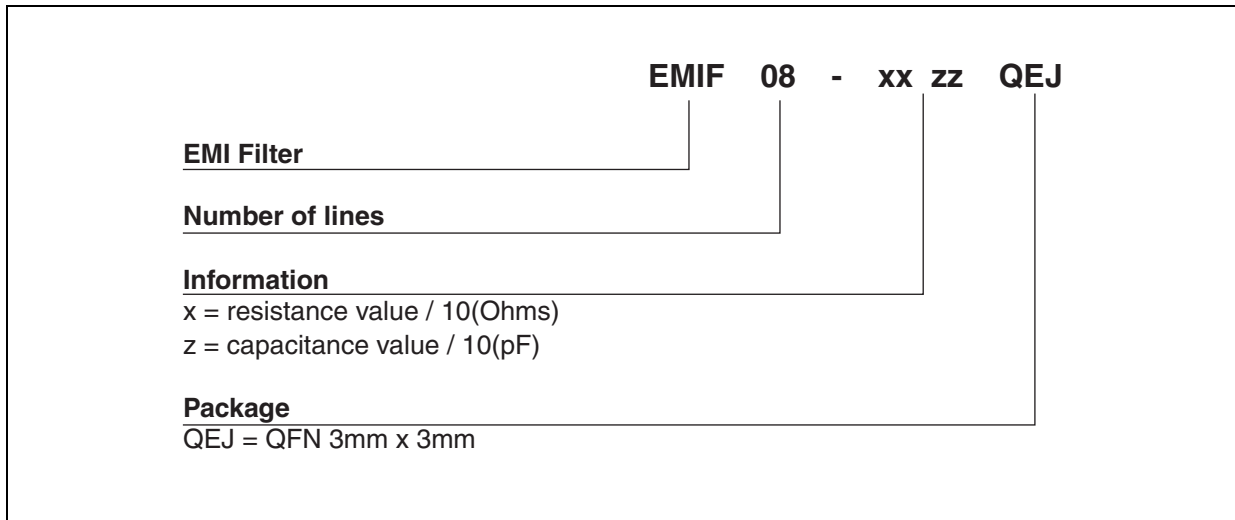 EMIF 08 - xx zz QEJ
EMI Filter
Number of lines
Information
x = resistance value / 10(Ohms)
z = capacitance value / 10(pF)
Package
QEJ = QFN 3mm x 3mm